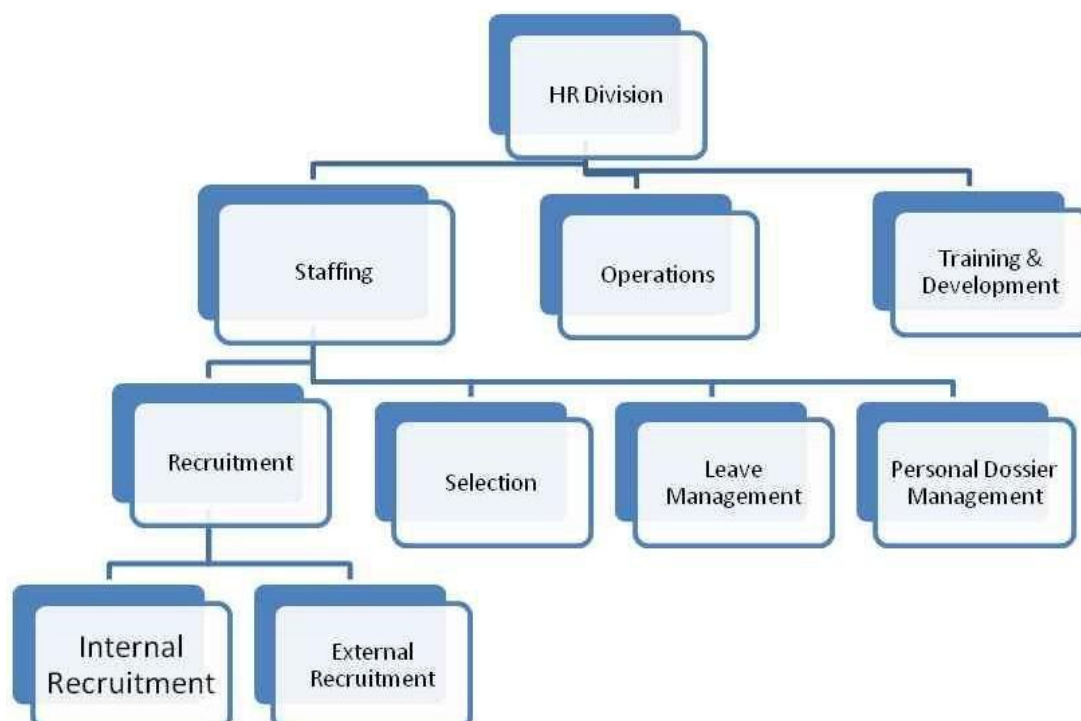 HR Division
Staffing
Operations
Training &
Development
Recruitment
Selection
Leave
Management
Personal Dossier
Management
Internal
Recruitment
External
Recruitment